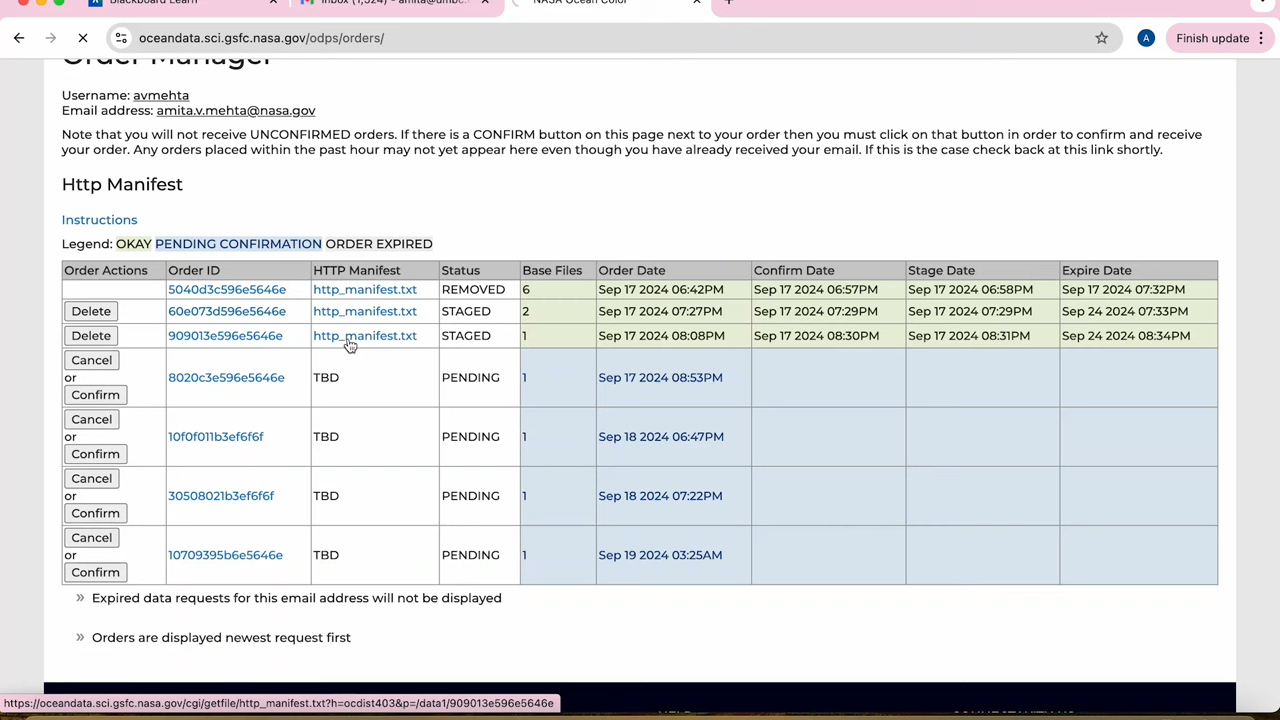 Blackboard Learn
×
Inbox (1,324) - amita@umbc.
×
NASA Ocean Color
×
+
oceandata.sci.gsfc.nasa.gov/odps/orders/
A
Finish update
Order Manager
Username: avmehta
Email address: amita.v.mehta@nasa.gov
Note that you will not receive UNCONFIRMED orders. If there is a CONFIRM button on this page next to your order then you must click on that button in order to confirm and receive
your order. Any orders placed within the past hour may not yet appear here even though you have already received your email. If this is the case check back at this link shortly.
Http Manifest
Instructions
Legend: OKAY PENDING CONFIRMATION ORDER EXPIRED
Order Actions Order ID HTTP Manifest Status Base Files Order Date Confirm Date Stage Date Expire Date
5040d3c596e5646e http_manifest.txt REMOVED 6 Sep 17 2024 06:42PM Sep 17 2024 06:57PM Sep 17 2024 06:58PM Sep 17 2024 07:32PM
Delete 60e073d596e5646e http_manifest.txt STAGED 2 Sep 17 2024 07:27PM Sep 17 2024 07:29PM Sep 17 2024 07:29PM Sep 24 2024 07:33PM
Delete 909013e596e5646e http_manifest.txt STAGED 1 Sep 17 2024 08:08PM Sep 17 2024 08:30PM Sep 17 2024 08:31PM Sep 24 2024 08:34PM
Cancel
or 8020c3e596e5646e TBD PENDING 1 Sep 17 2024 08:53PM
Confirm
Cancel
or 10f0f011b3ef6f6f TBD PENDING 1 Sep 18 2024 06:47PM
Confirm
Cancel
or 30508021b3ef6f6f TBD PENDING 1 Sep 18 2024 07:22PM
Confirm
Cancel
or 10709395b6e5646e TBD PENDING 1 Sep 19 2024 03:25AM
Confirm
» Expired data requests for this email address will not be displayed
» Orders are displayed newest request first
https://oceandata.sci.gsfc.nasa.gov/cgi/getfile/http_manifest.txt?h=ocdist403&p=/data1/909013e596e5646e